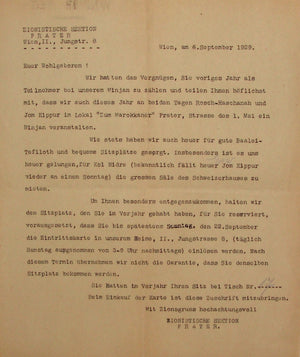 ZIONISTISCHE SEKTION
PRATER
Wien,II., Jungstr. 8
Wien, am 6.September 1929.
Euer Wohlgeboren !
Wir hatten das Vergnügen, Sie voriges Jahr als
Teilnehmer bei unserem Minjan zu zählen und teilen Ihnen höflichst
mit, dass wir auch dieses Jahr an beiden Tagen Rosch-Haschanah und
Jom Kippur im Lokal "Zum Marokkaner" Prater, Strasse des 1. Mai ein
Minjan veranstalten.
Wie stets haben wir auch heuer für gute Baalei-
Tefiloth und bequeme Sitzplätze gesorgt. Insbesonders ist es uns
heuer gelungen,für Kol Nidre (bekanntlich fällt heuer Jom Kippur
wieder an einen Sonntag) die grossen Säle des Schweizerhauses zu
mieten.
Um Ihnen besonders entgegenzukommen, halten wir
den Sitzplatz, den Sie im Vorjahr gehabt haben, für Sie reserviert,
vorausgesetzt, dass Sie bis spätestens Sonntag, den 22.September
die Eintrittskarte in unserem Heime, II., Jungstrasse 8, (täglich
Samstag ausgenommen von 5.0 Uhr nachmittags) einlösen werden. Nach
diesem Termin übernehmen wir nicht die Garantie, dass Sie denselben
Sitzplatz bekommen werden.
Sie Hatten im Vorjahr Ihren Sitz bei Tisch Nr.
Beim Einkauf der Karte ist diese Zuschrift mitzubringen.
Mit Zionsgruss hochachtungsvoll
ZIONISTISCHE SEKTION
PRATER.